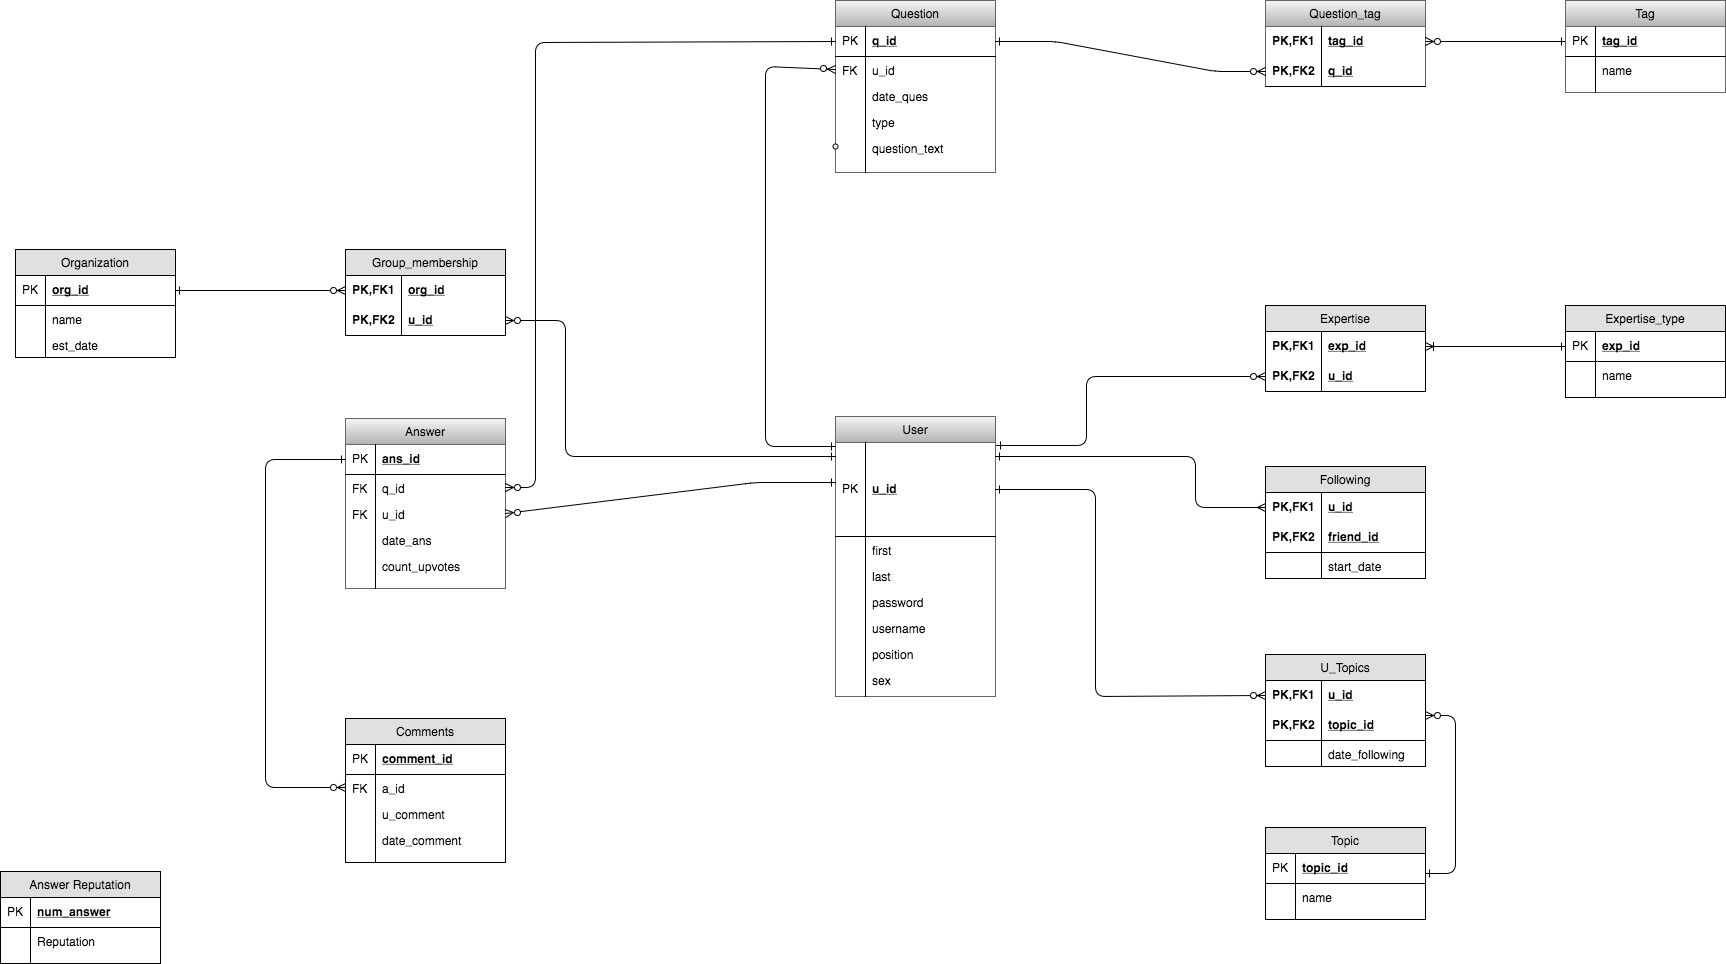 Question
PK q_id
FK u_id
date_ques
type
question_text
Question_tag
PK,FK1 tag_id
PK,FK2 q_id
Tag
PK tag_id
name
Organization
PK org_id
name
est_date
Group_membership
PK,FK1 org_id
PK,FK2 u_id
Expertise
PK,FK1 exp_id
PK,FK2 u_id
Expertise_type
PK exp_id
name
Answer
PK ans_id
FK q_id
FK u_id
date_ans
count_upvotes
User
PK u_id
first
last
password
username
position
sex
Following
PK,FK1 u_id
PK,FK2 friend_id
start_date
U_Topics
PK,FK1 u_id
PK,FK2 topic_id
date_following
Comments
PK comment_id
FK a_id
u_comment
date_comment
Topic
PK topic_id
name
Answer Reputation
PK num_answer
Reputation